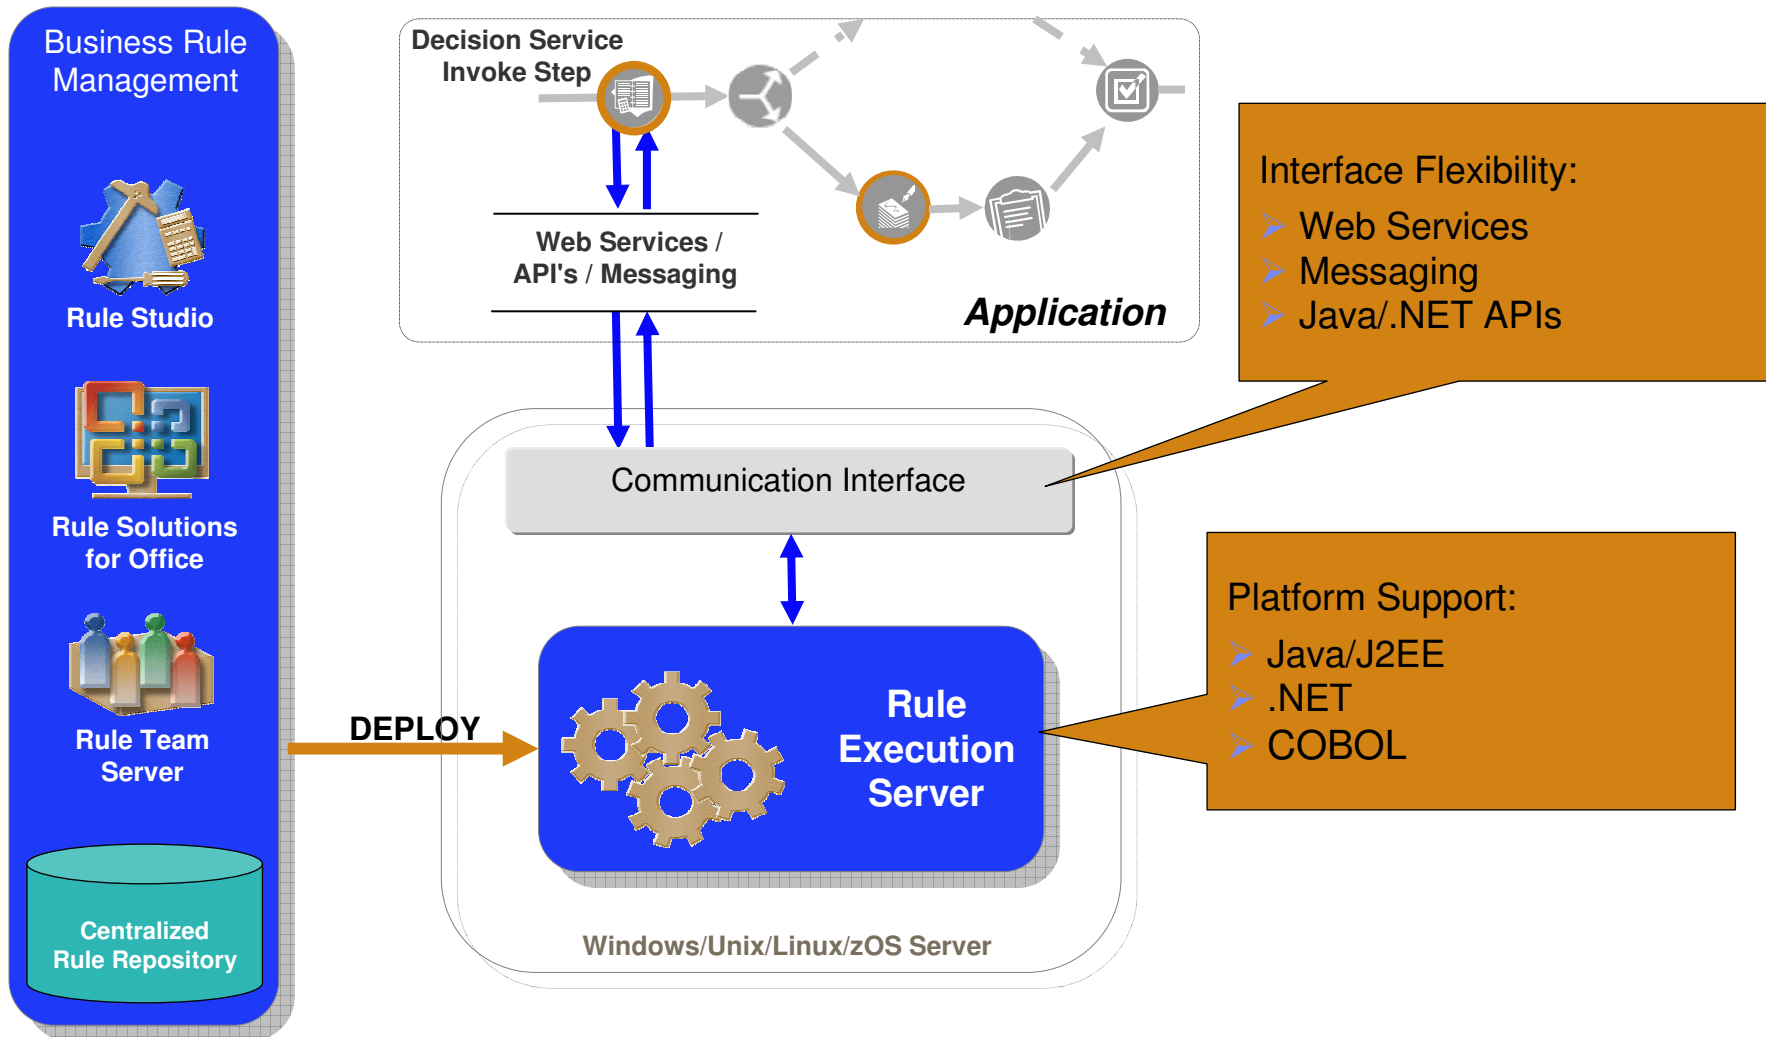 Business Rule
Management
Rule Studio
Rule Solutions
for Office
Rule Team
Server
Centralized
Rule Repository
Decision Service
Invoke Step
Web Services /
API's / Messaging
Application
Interface Flexibility:
Web Services
Messaging
Java/.NET APIs
Communication Interface
DEPLOY
Rule
Execution
Server
Windows/Unix/Linux/zOS Server
Platform Support:
Java/J2EE
.NET
COBOL